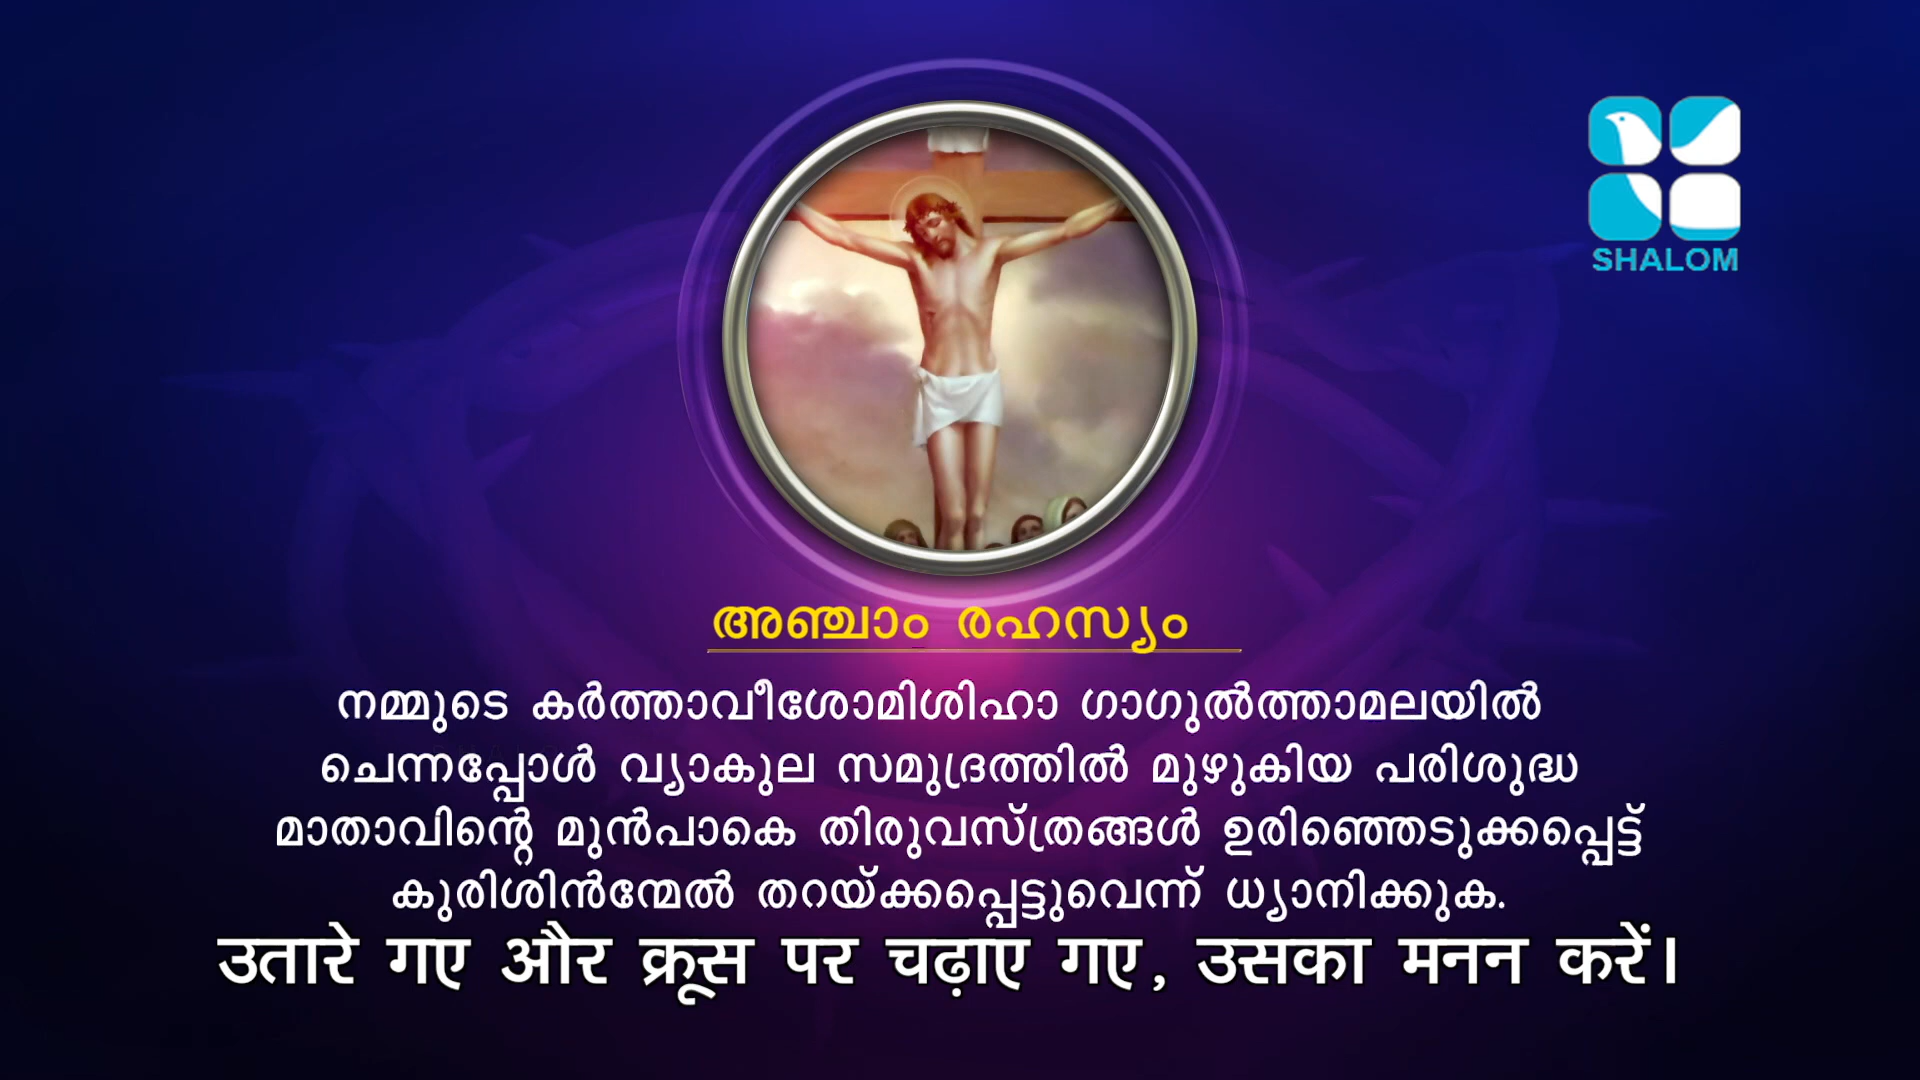 SHALOM
അഞ്ചാം രഹസ്യം
നമ്മുടെ കർത്താവീശോമിശിഹാ ഗാഗുൽത്താമലയിൽ
ചെന്നപ്പോൾ വ്യാകുല സമുദ്രത്തിൽ മുഴുകിയ പരിശുദ്ധ
മാതാവിന്റെ മുൻപാകെ തിരുവസ്ത്രങ്ങൾ ഉരിഞ്ഞെടുക്കപ്പെട്ട്
കുരിശിൻന്മേൽ തറയ്ക്കപ്പെട്ടുവെന്ന് ധ്യാനിക്കുക.
उतारे गए और क्रूस पर चढ़ाए गए, उसका मनन करें।